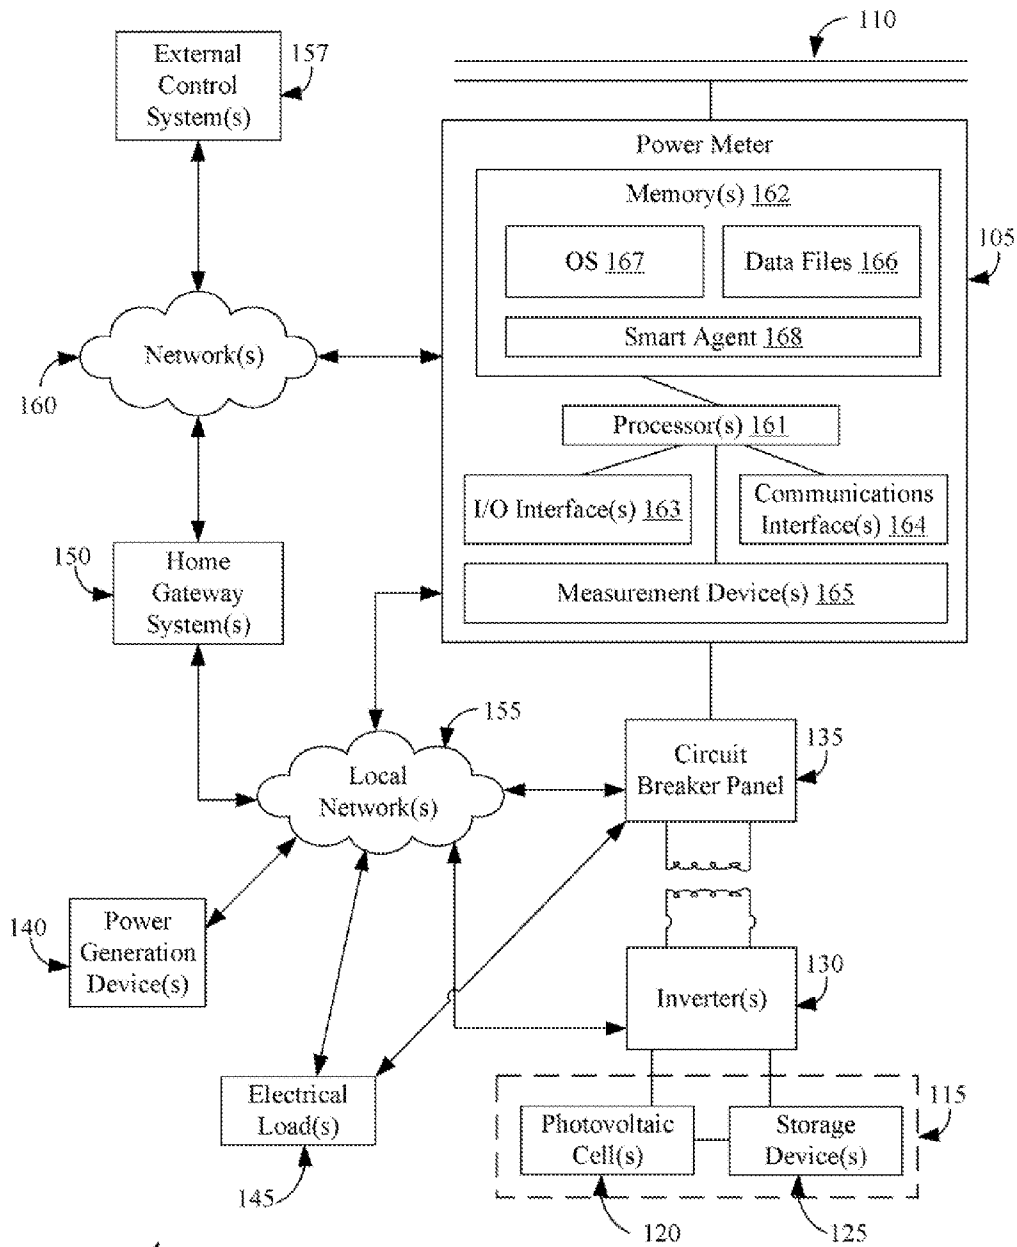 110
External
Control
System(s)
157
Power Meter
Memory(s) 162
105
OS 167
Data Files 166
Smart Agent 168
Network(s)
160
Processor(s) 161
I/O Interface(s) 163
Communications
Interface(s) 164
150
Home
Gateway
System(s)
Measurement Device(s) 165
155
Local
Network(s)
Circuit
Breaker Panel
135
140
Power
Generation
Device(s)
Inverter(s)
130
Electrical
Load(s)
145
115
Photovoltaic
Cell(s)
Storage
Device(s)
120
125